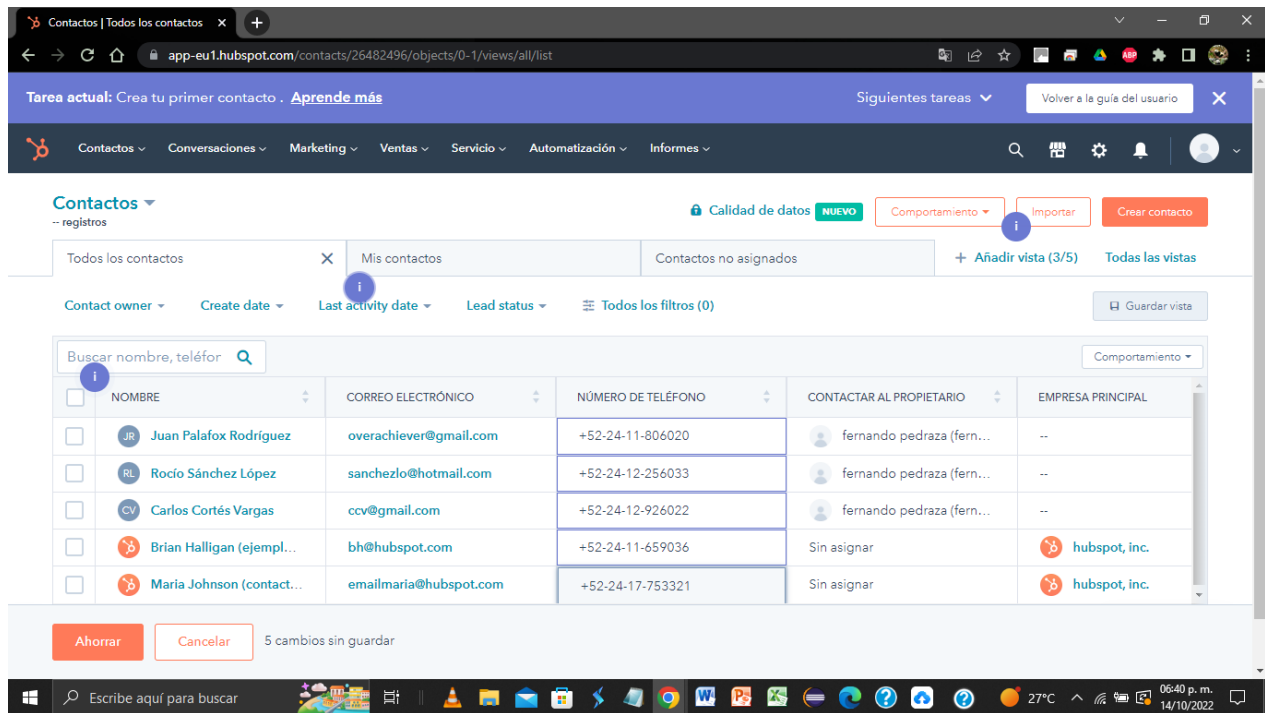 Contactos | Todos los contactos
app-eu1.hubspot.com/contacts/26482496/objects/0-1/views/all/list
ABP
Tarea actual: Crea tu primer contacto . Aprende más
Siguientes tareas
Volver a la guía del usuario
Contactos Conversaciones Marketing Ventas Servicio Automatización Informes
Contactos
-- registros
Calidad de datos NUEVO
Comportamiento
Importar
Crear contacto
i
Todos los contactos
Mis contactos
Contactos no asignados
+ Añadir vista (3/5)
Todas las vistas
i
Contact owner Create date Last activity date Lead status Todos los filtros (0)
Guardar vista
Buscar nombre, teléfor
Comportamiento
i
NOMBRE CORREO ELECTRÓNICO NÚMERO DE TELÉFONO CONTACTAR AL PROPIETARIO EMPRESA PRINCIPAL
JR Juan Palafox Rodríguez overachiever@gmail.com +52-24-11-806020 fernando pedraza (fern... --
RL Rocío Sánchez López sanchezlo@hotmail.com +52-24-12-256033 fernando pedraza (fern... --
CV Carlos Cortés Vargas ccv@gmail.com +52-24-12-926022 fernando pedraza (fern... --
Brian Halligan (ejempl... bh@hubspot.com +52-24-11-659036 Sin asignar hubspot, inc.
Maria Johnson (contact... emailmaria@hubspot.com +52-24-17-753321 Sin asignar hubspot, inc.
Ahorrar
Cancelar
5 cambios sin guardar
Escribe aquí para buscar
27°C
06:40 p. m.
14/10/2022